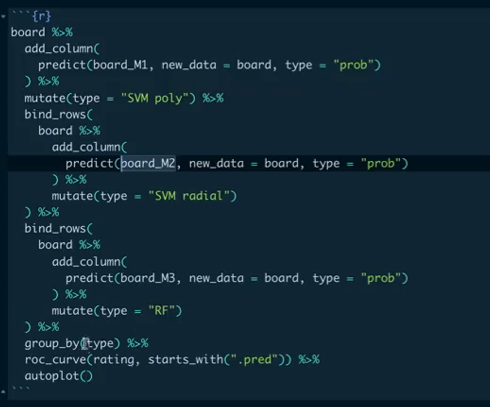 ```{r}
board %>%
  add_column(
    predict(board_M1, new_data = board, type = "prob")
  ) %>%
  mutate(type = "SVM poly") %>%
  bind_rows(
    board %>%
      add_column(
        predict(board_M2, new_data = board, type = "prob")
      ) %>%
      mutate(type = "SVM radial")
  ) %>%
  bind_rows(
    board %>%
      add_column(
        predict(board_M3, new_data = board, type = "prob")
      ) %>%
      mutate(type = "RF")
  ) %>%
  group_by(type) %>%
  roc_curve(rating, starts_with(".pred")) %>%
  autoplot()
```